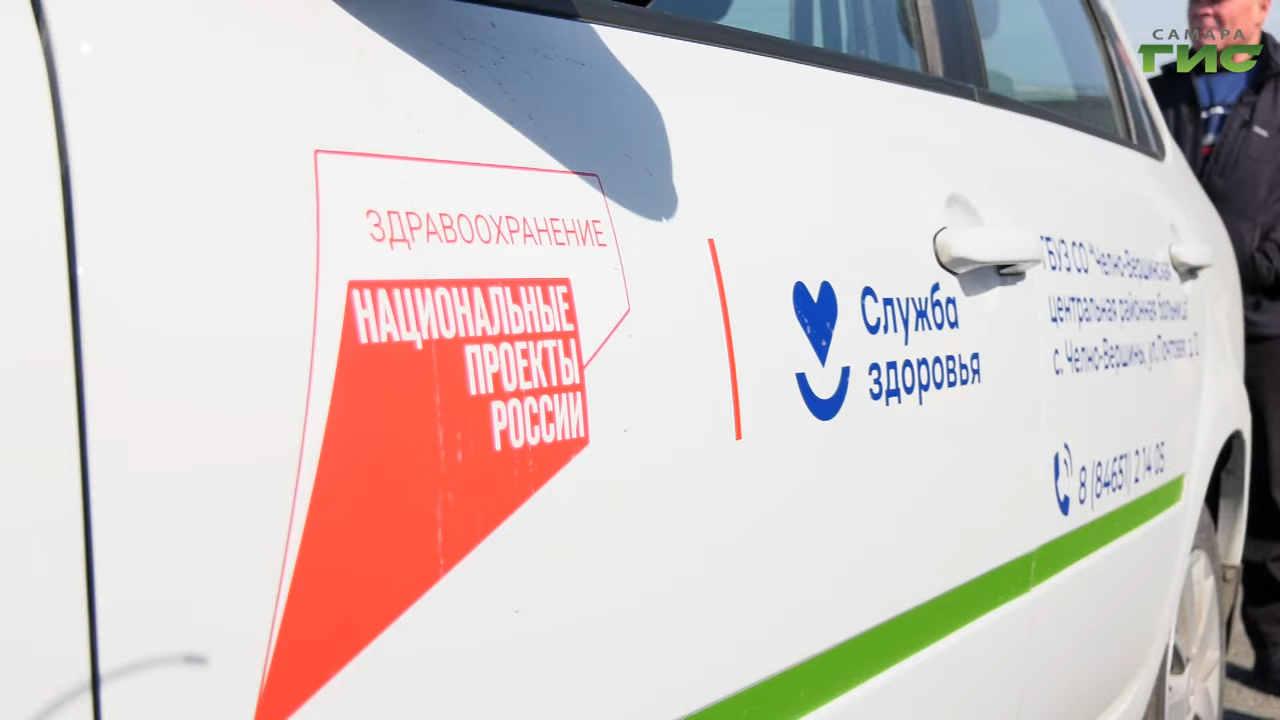 САМАРА
ГИС
ЗДРАВООХРАНЕНИЕ
НАЦИОНАЛЬНЫЕ
ПРОЕКТЫ
РОССИИ
Служба
здоровья
ГБУЗ СО "Челно-Вершинская
центральная районная больница"
с. Челно-Вершины, ул. Почтовая, д.
8 (84651) 2 14 05